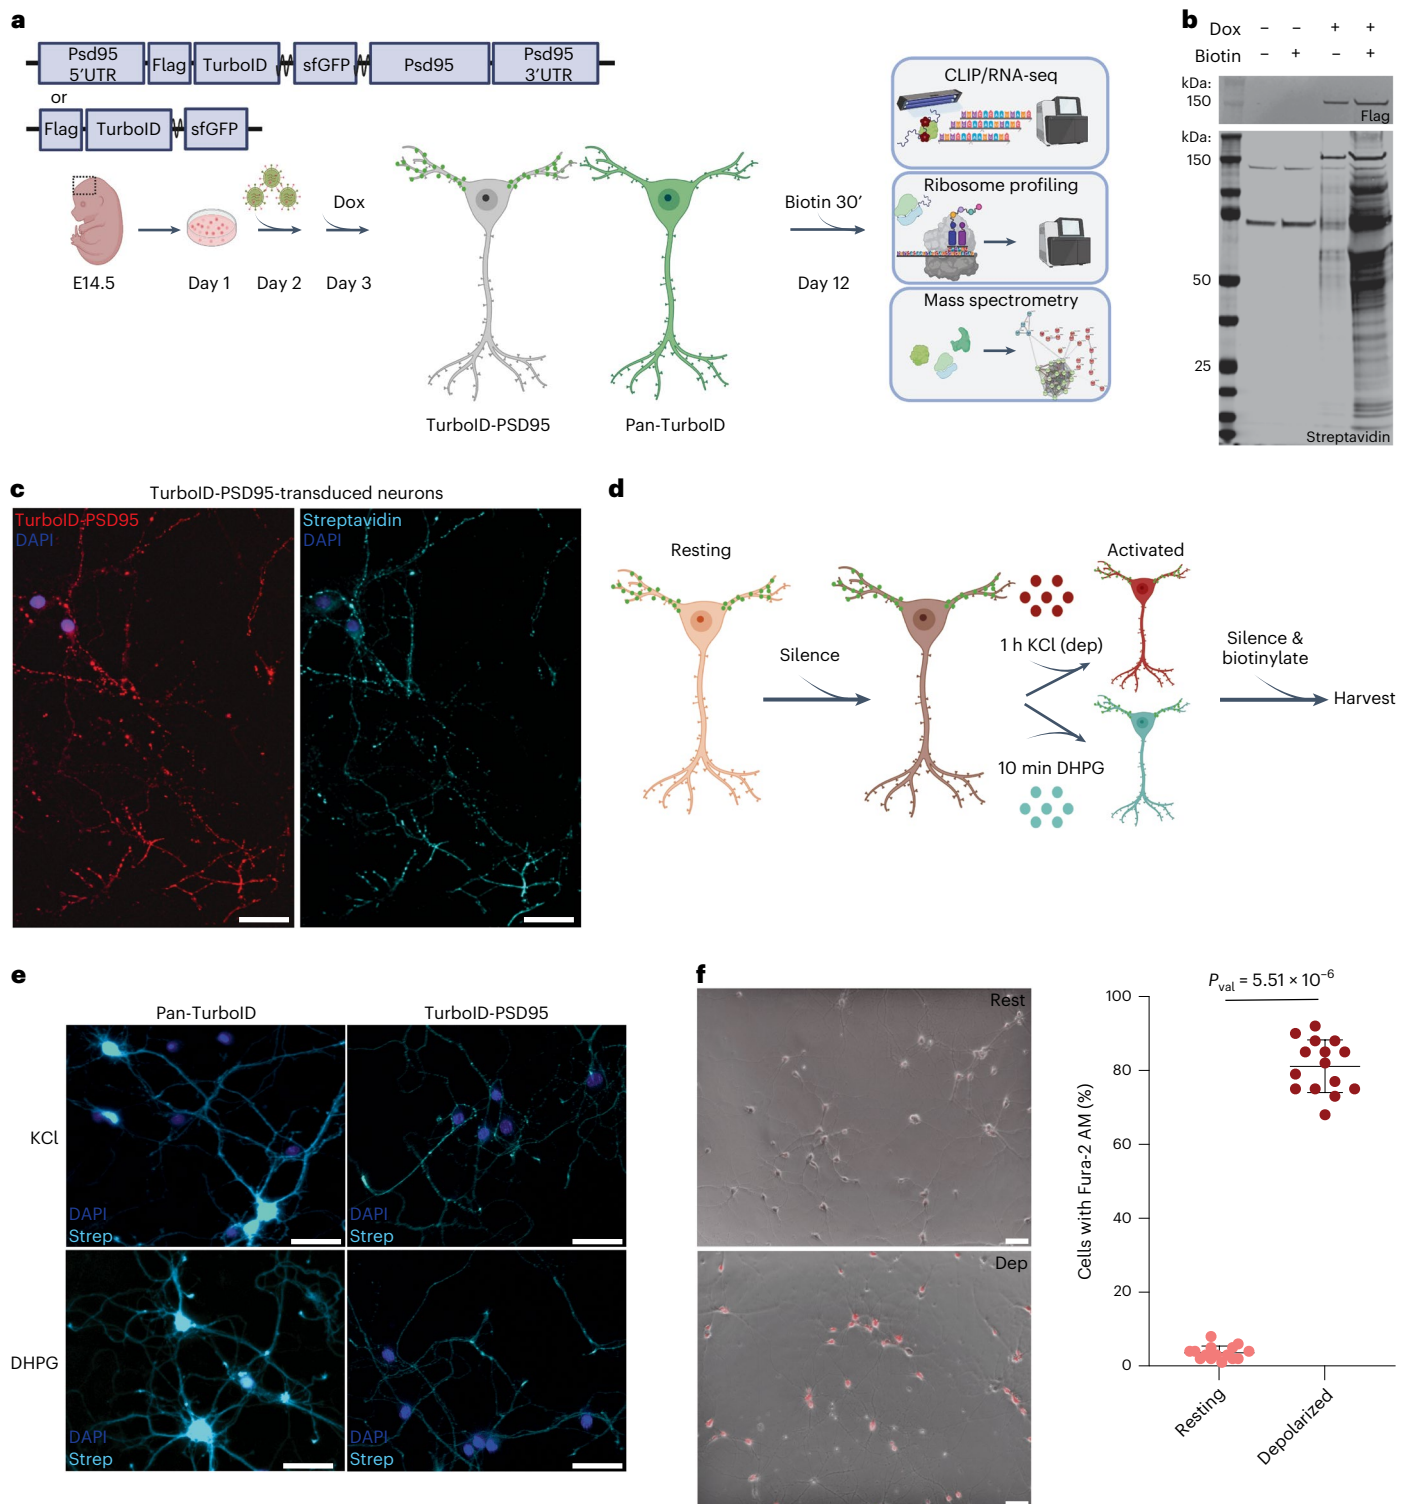 a
Psd95
5′UTR
Flag
TurboID
sfGFP
Psd95
Psd95
3′UTR
or
Flag
TurboID
sfGFP
E14.5
Day 1
Day 2
Dox
Day 3
TurboID-PSD95
Pan-TurboID
Biotin 30′
Day 12
CLIP/RNA-seq
Ribosome profiling
Mass spectrometry
b
Dox – – + +
Biotin – + – +
kDa:
150
Flag
kDa:
150
50
25
Streptavidin
c
TurboID-PSD95-transduced neurons
TurboID-PSD95
DAPI
Streptavidin
DAPI
d
Resting
Silence
1 h KCl (dep)
10 min DHPG
Activated
Silence &
biotinylate
Harvest
e
Pan-TurboID
TurboID-PSD95
KCl
DAPI
Strep
DAPI
Strep
DHPG
DAPI
Strep
DAPI
Strep
f
Rest
Dep
Pval = 5.51 × 10−6
Cells with Fura-2 AM (%)
100
80
60
40
20
0
Resting
Depolarized